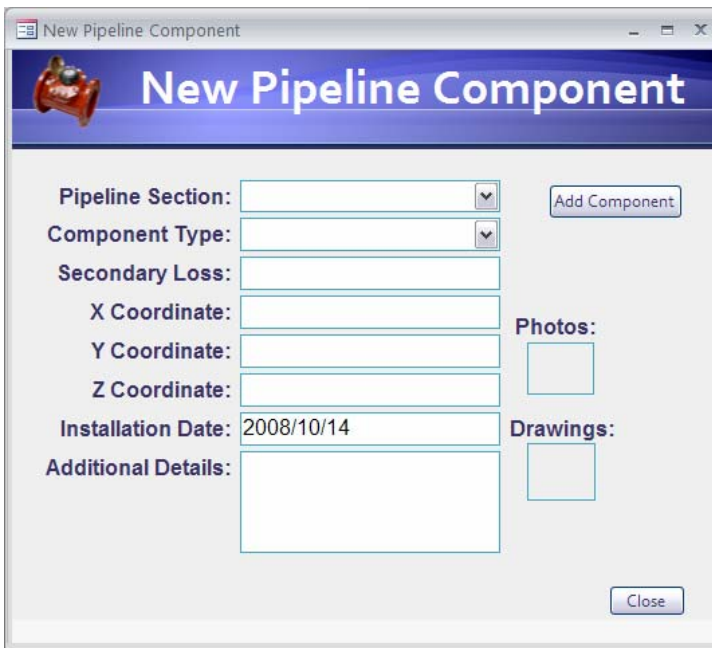 New Pipeline Component
New Pipeline Component
Pipeline Section:
Add Component
Component Type:
Secondary Loss:
X Coordinate:
Photos:
Y Coordinate:
Z Coordinate:
Installation Date: 2008/10/14
Drawings:
Additional Details:
Close